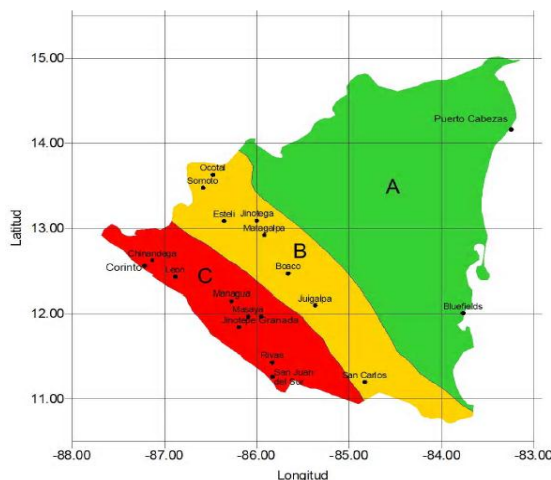 15.00
Puerto Cabezas
14.00
Ocotal
Somoto
A
Esteli
Jinotega
13.00
Matagalpa
B
Chinandega
Corinto
Leon
C
Boaco
Managua
Juigalpa
12.00
Masaya
Jinotepe Granada
Bluefields
Rivas
San Juan
del Sur
San Carlos
11.00
Latitud
-88.00 -87.00 -86.00 -85.00 -84.00 -83.00
Longitud